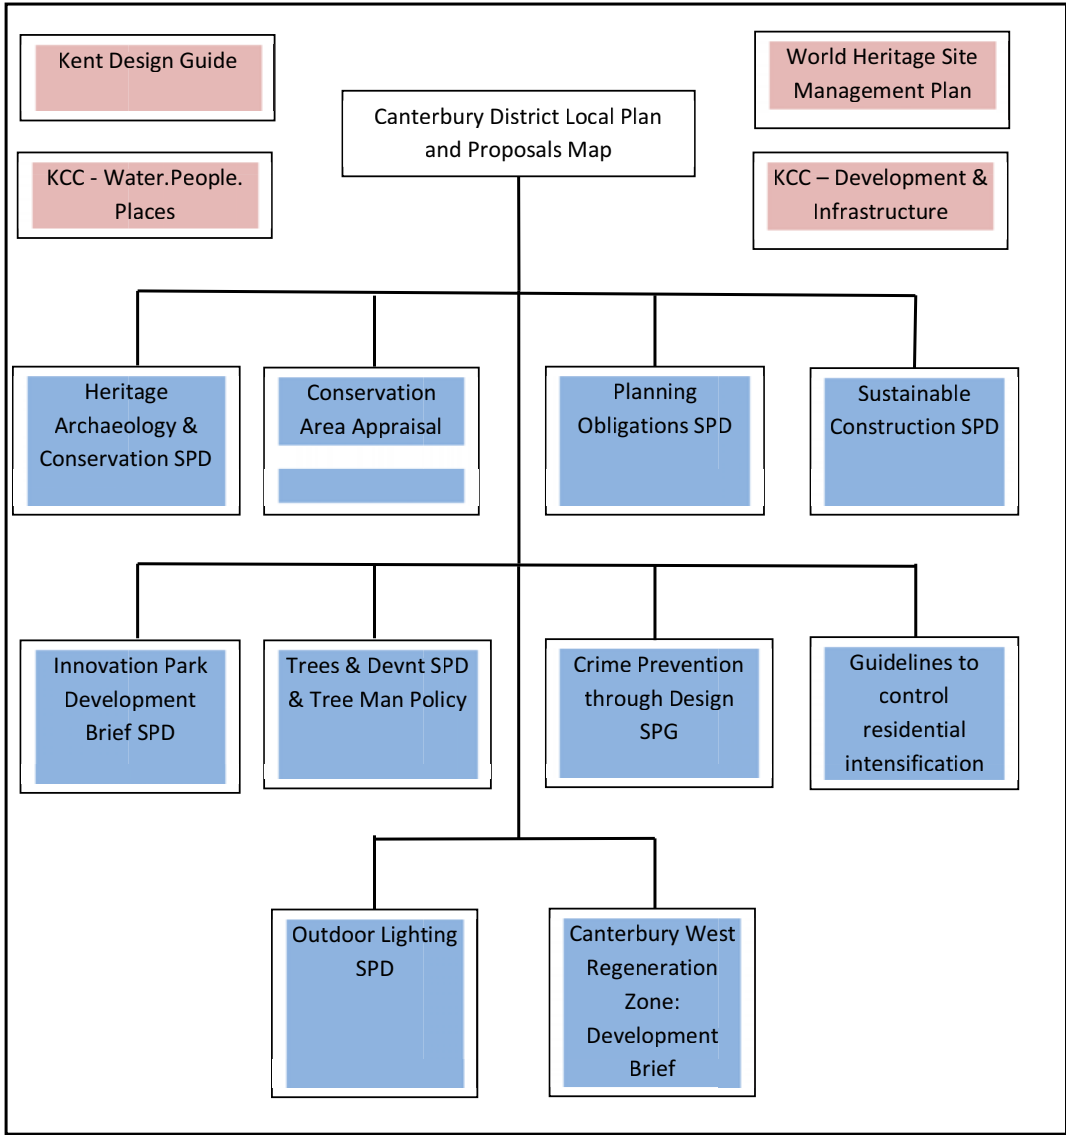 Kent Design Guide
World Heritage Site
Management Plan
Canterbury District Local Plan
and Proposals Map
KCC - Water.People.
Places
KCC – Development &
Infrastructure
Heritage
Archaeology &
Conservation SPD
Conservation
Area Appraisal
Planning
Obligations SPD
Sustainable
Construction SPD
Innovation Park
Development
Brief SPD
Trees & Devnt SPD
& Tree Man Policy
Crime Prevention
through Design
SPG
Guidelines to
control
residential
intensification
Outdoor Lighting
SPD
Canterbury West
Regeneration
Zone:
Development
Brief